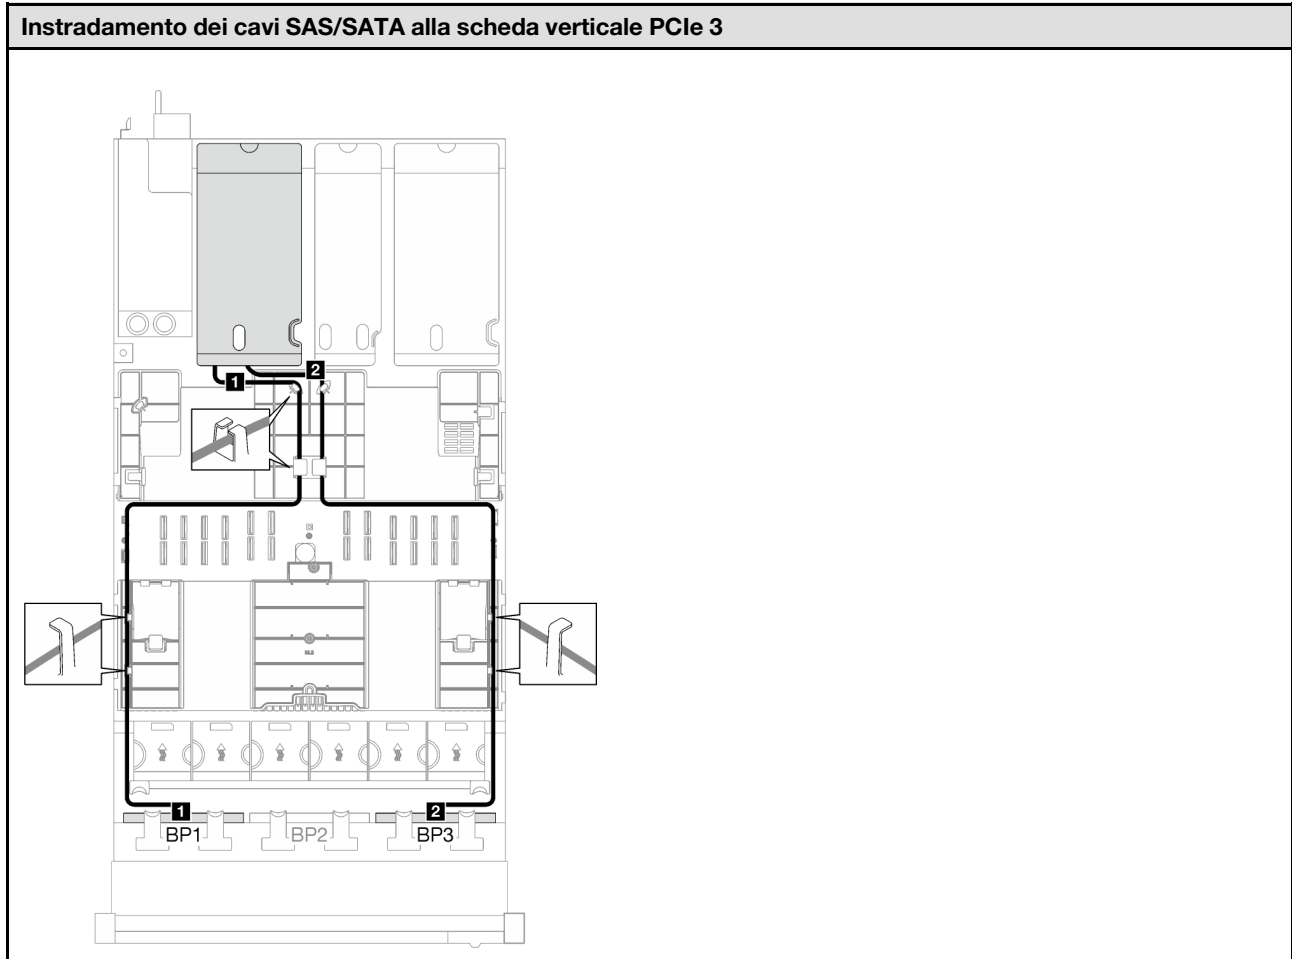 Instradamento dei cavi SAS/SATA alla scheda verticale PCIe 3
2
1
1
2
BP1
BP2
BP3